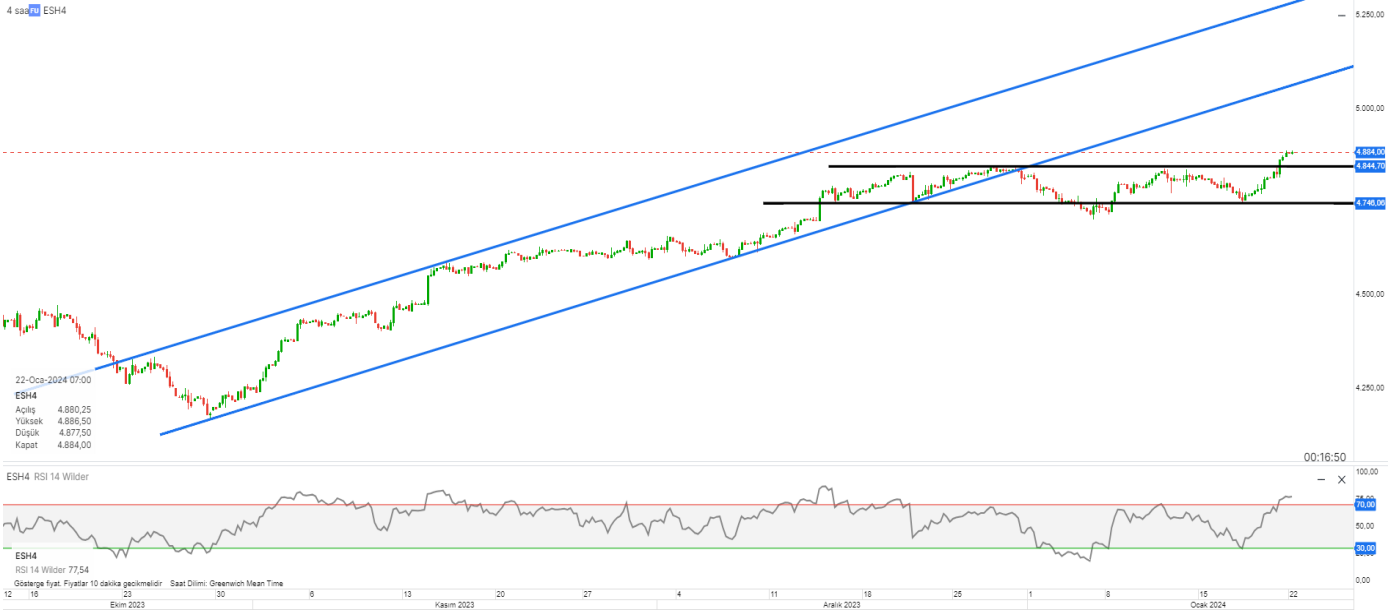 4 saa FU ESH4
5.250,00
5.000,00
4.884,00
4.844,70
4.746,06
4.500,00
4.250,00
22-Oca-2024 07:00
ESH4
Açılış 4.880,25
Yüksek 4.886,50
Düşük 4.877,50
Kapat 4.884,00
00:16:50
ESH4 RSI 14 Wilder
100,00
70,00
50,00
30,00
0,00
ESH4
RSI 14 Wilder 77,54
Gösterge fiyat. Fiyatlar 10 dakika gecikmelidir Saat Dilimi: Greenwich Mean Time
12 16 23 30 6 13 20 27 4 11 18 25 1 8 15 22
Ekim 2023 Kasım 2023 Aralık 2023 Ocak 2024